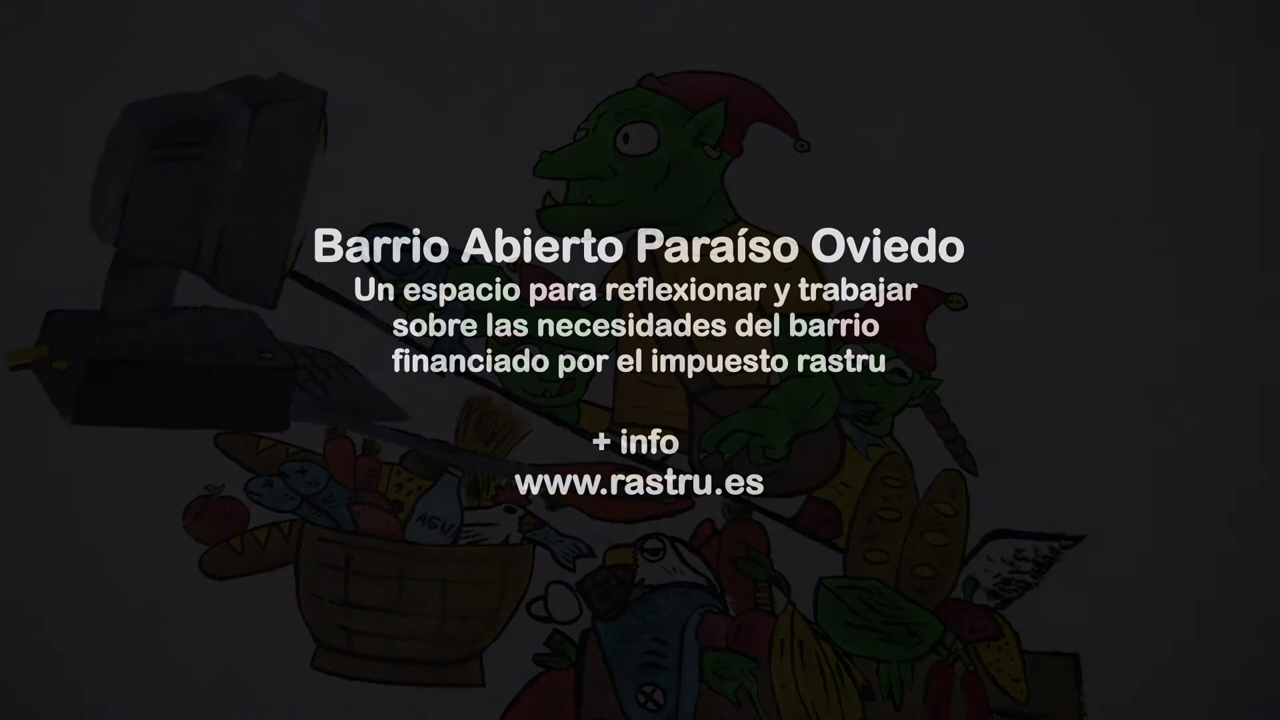 Barrio Abierto Paraíso Oviedo
Un espacio para reflexionar y trabajar
sobre las necesidades del barrio
financiado por el impuesto rastru
+ info
www.rastru.es
AGU